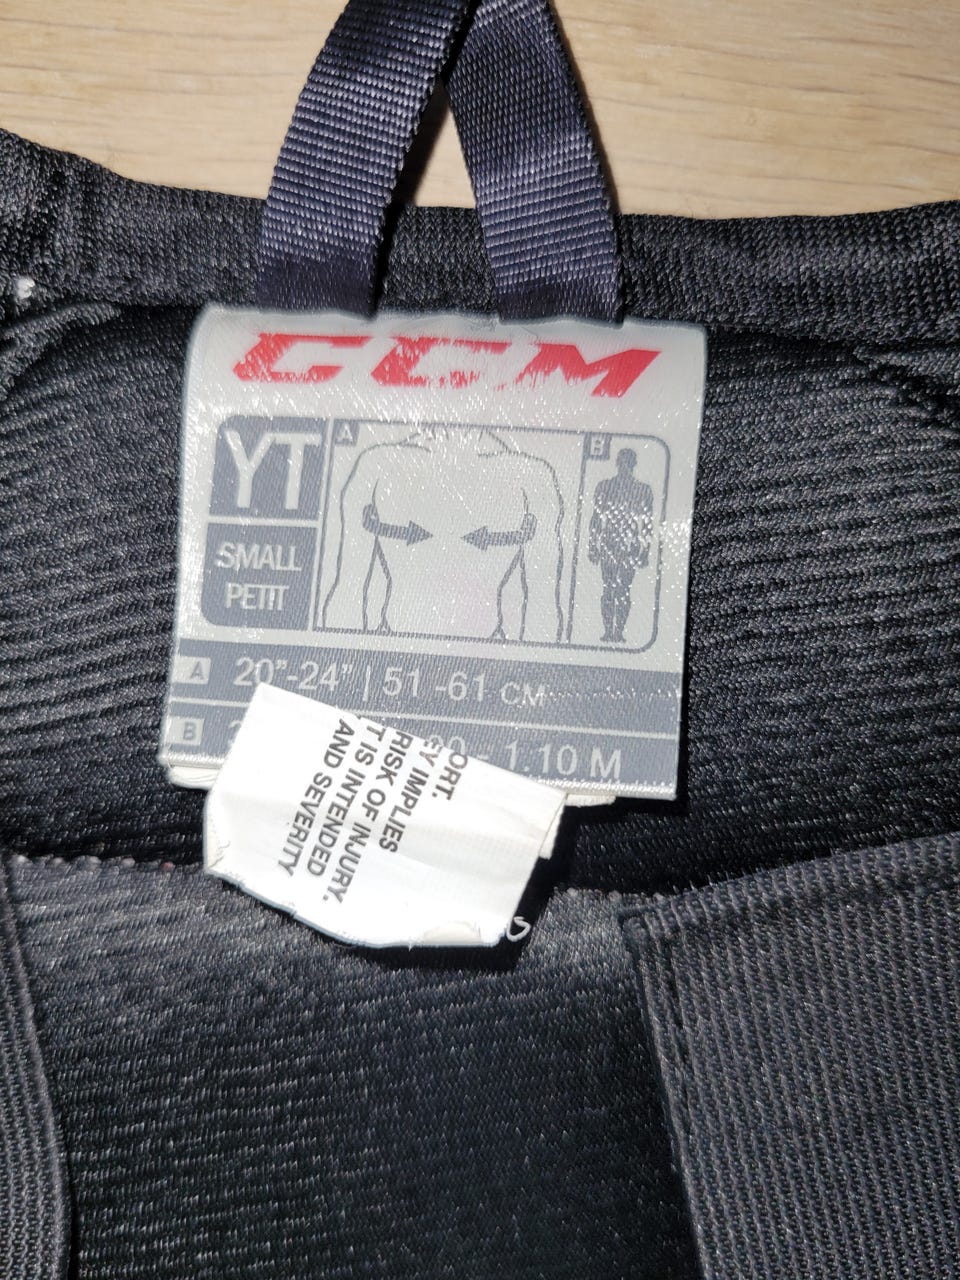 CCM
YT
SMALL
PETIT
A
B
A 20"-24" | 51 -61 CM
B - 1.10 M
ORT.
EY IMPLIES
RISK OF INJURY.
T IS INTENDED
AND SEVERITY